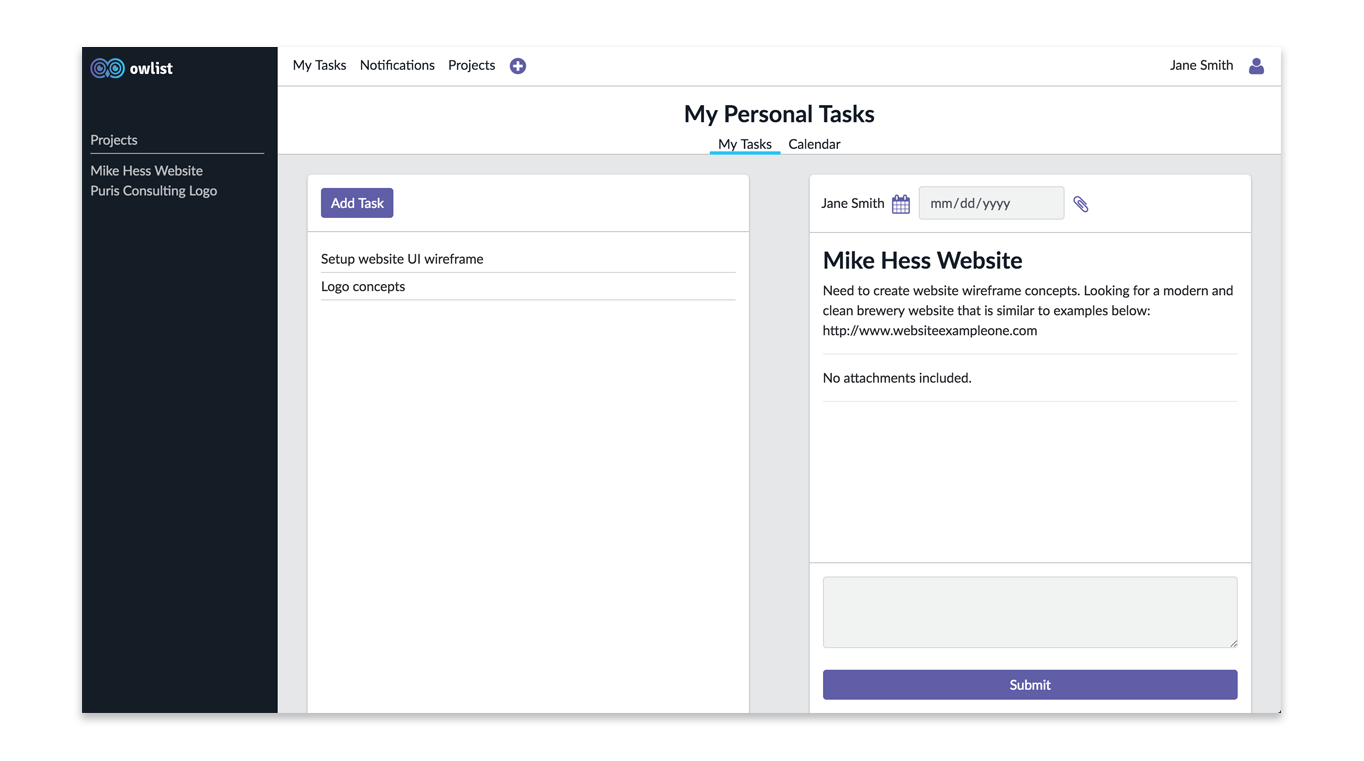 owlist
My Tasks Notifications Projects
Jane Smith
Projects
Mike Hess Website
Puris Consulting Logo
My Personal Tasks
My Tasks Calendar
Add Task
Setup website UI wireframe
Logo concepts
Jane Smith mm/dd/yyyy
Mike Hess Website
Need to create website wireframe concepts. Looking for a modern and
clean brewery website that is similar to examples below:
http://www.websiteexampleone.com
No attachments included.
Submit